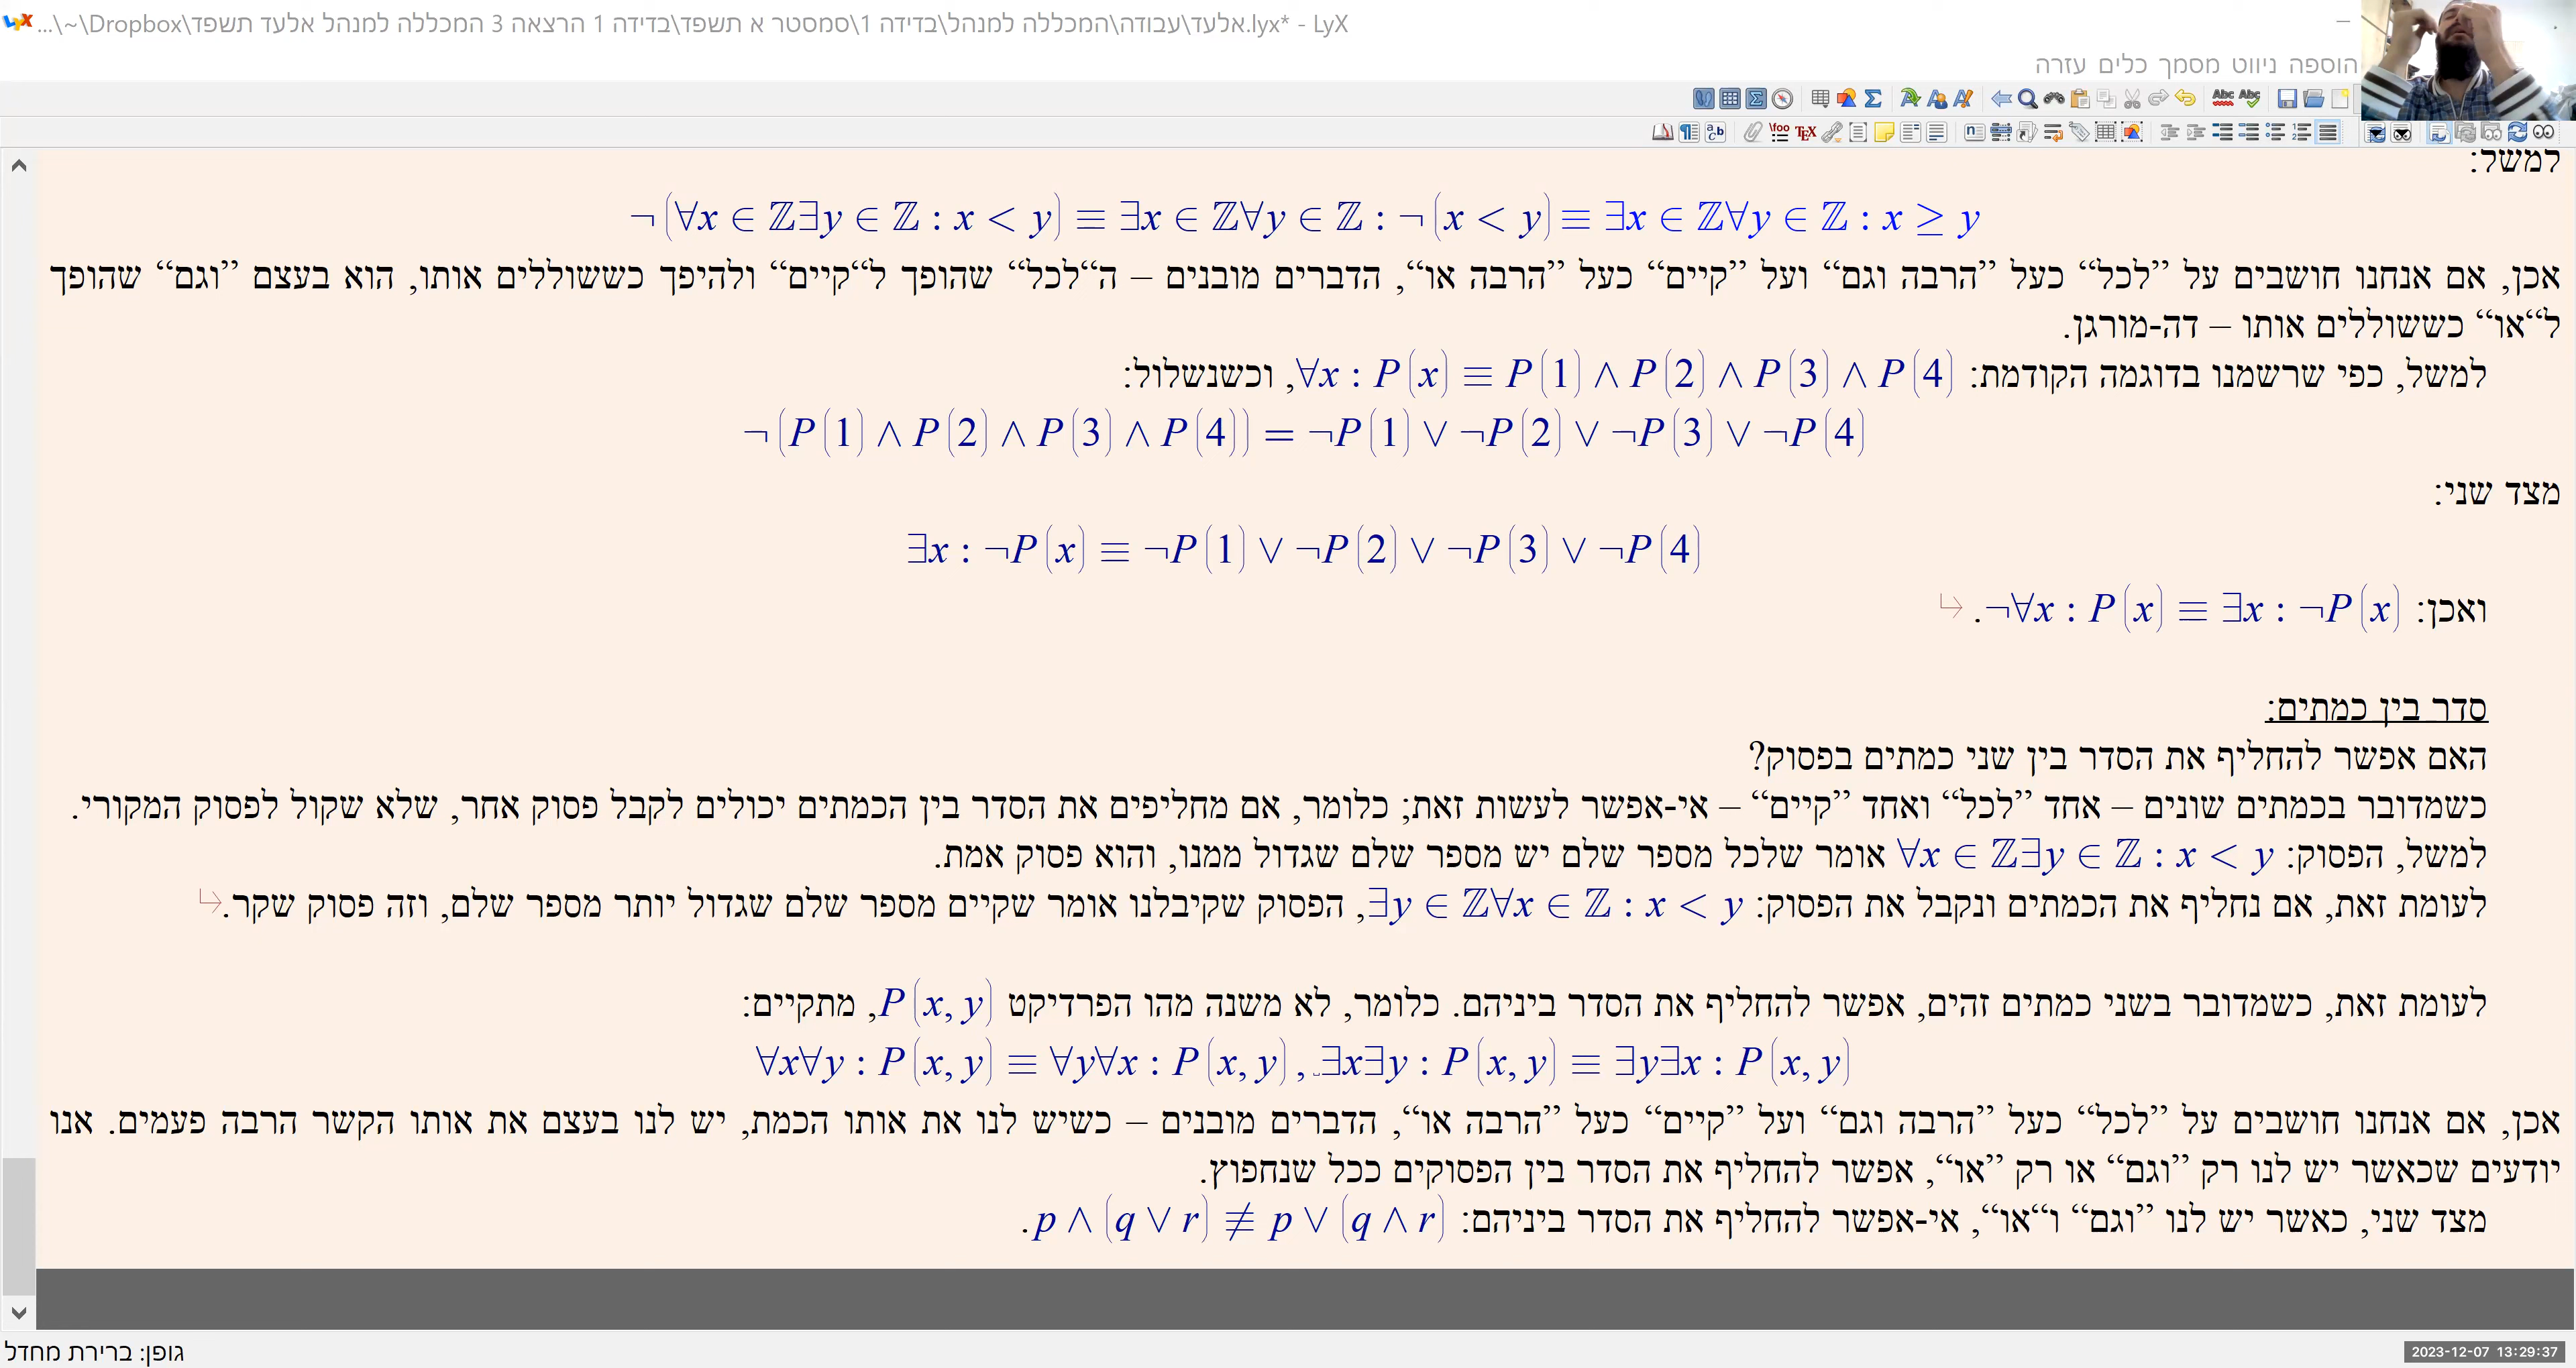 ...\~\Dropbox\אלעד\עבודה\המכללה למנהל\בדידה 1\סמסטר א תשפד\בדידה 1 הרצאה 3 המכללה למנהל אלעד תשפד.lyx* - LyX
הוספה ניווט מסמך כלים עזרה
למשל:
¬(∀x ∈ ℤ∃y ∈ ℤ : x < y) ≡ ∃x ∈ ℤ∀y ∈ ℤ : ¬(x < y) ≡ ∃x ∈ ℤ∀y ∈ ℤ : x ≥ y
אכן, אם אנחנו חושבים על ”לכל“ כעל ”הרבה וגם“ ועל ”קיים“ כעל ”הרבה או“, הדברים מובנים – ה“לכל“ שהופך ל“קיים“ ולהיפך כששוללים אותו, הוא בעצם ”וגם“ שהופך
ל“או“ כששוללים אותו – דה-מורגן.
למשל, כפי שרשמנו בדוגמה הקודמת: ∀x : P(x) ≡ P(1) ∧ P(2) ∧ P(3) ∧ P(4), וכשנשלול:
¬(P(1) ∧ P(2) ∧ P(3) ∧ P(4)) = ¬P(1) ∨ ¬P(2) ∨ ¬P(3) ∨ ¬P(4)
מצד שני:
∃x : ¬P(x) ≡ ¬P(1) ∨ ¬P(2) ∨ ¬P(3) ∨ ¬P(4)
ואכן: ¬∀x : P(x) ≡ ∃x : ¬P(x).
סדר בין כמתים:
האם אפשר להחליף את הסדר בין שני כמתים בפסוק?
כשמדובר בכמתים שונים – אחד ”לכל“ ואחד ”קיים“ – אי-אפשר לעשות זאת; כלומר, אם מחליפים את הסדר בין הכמתים יכולים לקבל פסוק אחר, שלא שקול לפסוק המקורי.
למשל, הפסוק: ∀x ∈ ℤ∃y ∈ ℤ : x < y אומר שלכל מספר שלם יש מספר שלם שגדול ממנו, והוא פסוק אמת.
לעומת זאת, אם נחליף את הכמתים ונקבל את הפסוק: ∃y ∈ ℤ∀x ∈ ℤ : x < y, הפסוק שקיבלנו אומר שקיים מספר שלם שגדול יותר מספר שלם, וזה פסוק שקר.
לעומת זאת, כשמדובר בשני כמתים זהים, אפשר להחליף את הסדר ביניהם. כלומר, לא משנה מהו הפרדיקט P(x, y), מתקיים:
∀x∀y : P(x, y) ≡ ∀y∀x : P(x, y), ∃x∃y : P(x, y) ≡ ∃y∃x : P(x, y)
אכן, אם אנחנו חושבים על ”לכל“ כעל ”הרבה וגם“ ועל ”קיים“ כעל ”הרבה או“, הדברים מובנים – כשיש לנו את אותו הכמת, יש לנו בעצם את אותו הקשר הרבה פעמים. אנו
יודעים שכאשר יש לנו רק ”וגם“ או רק ”או“, אפשר להחליף את הסדר בין הפסוקים ככל שנחפוץ.
מצד שני, כאשר יש לנו ”וגם“ ו“או“, אי-אפשר להחליף את הסדר ביניהם: p ∧ (q ∨ r) ≢ p ∨ (q ∧ r).
גופן: ברירת מחדל
2023-12-07 13:29:37